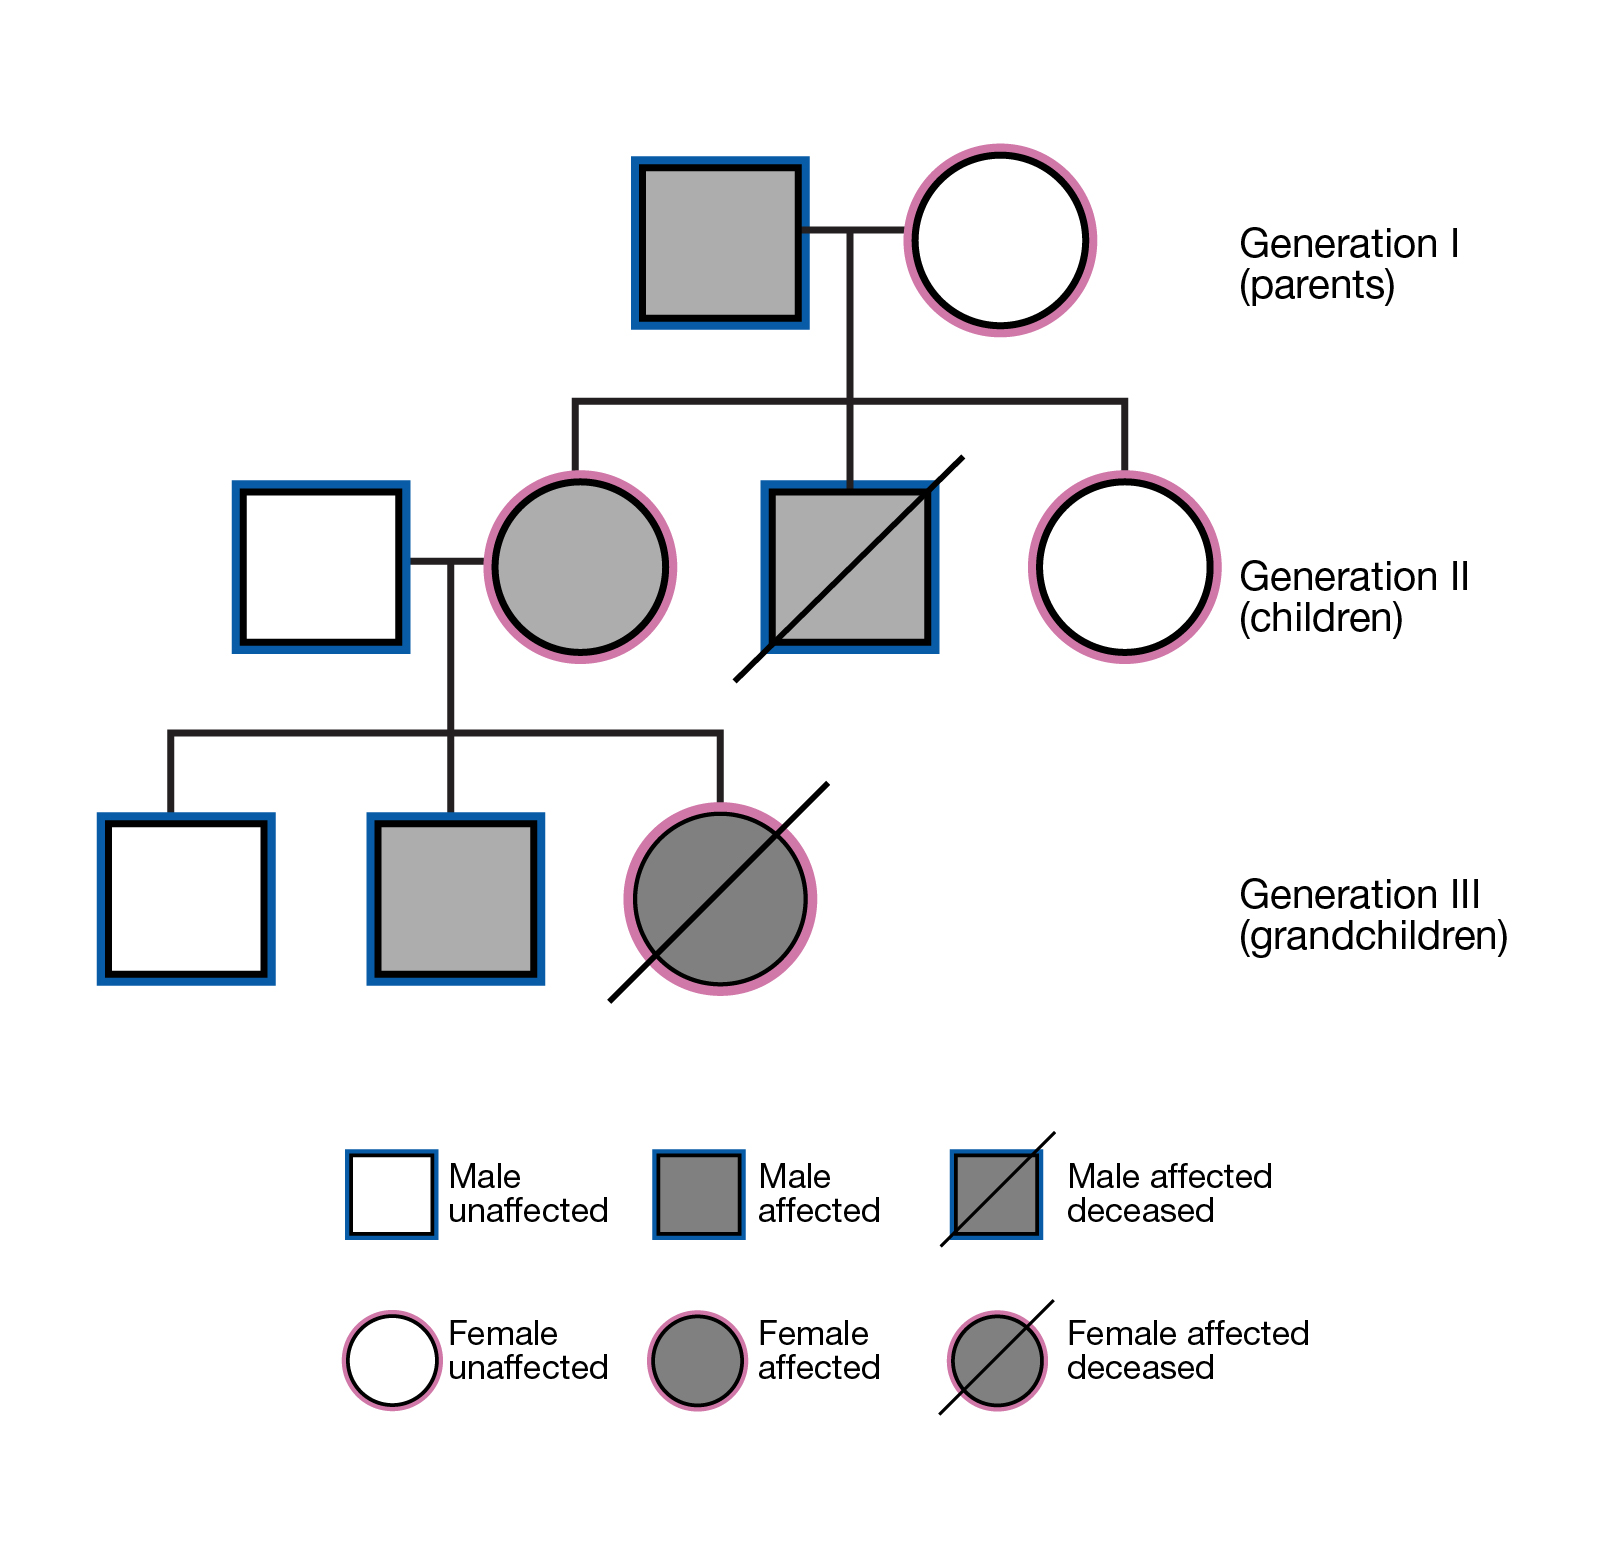 Generation I
(parents)
Generation II
(children)
Generation III
(grandchildren)
Male
unaffected
Male
affected
Male affected
deceased
Female
unaffected
Female
affected
Female affected
deceased